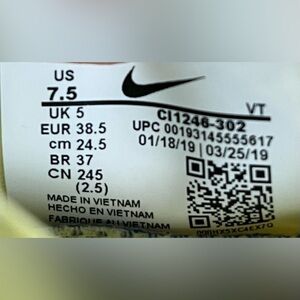 US
7.5
VT
UK 5
CI1246-302
EUR 38.5
UPC 00193145555617
cm 24.5
01/18/19 | 03/25/19
BR 37
CN 245
(2.5)
MADE IN VIETNAM
HECHO EN VIETNAM
FABRIQUE AU VIETNAM